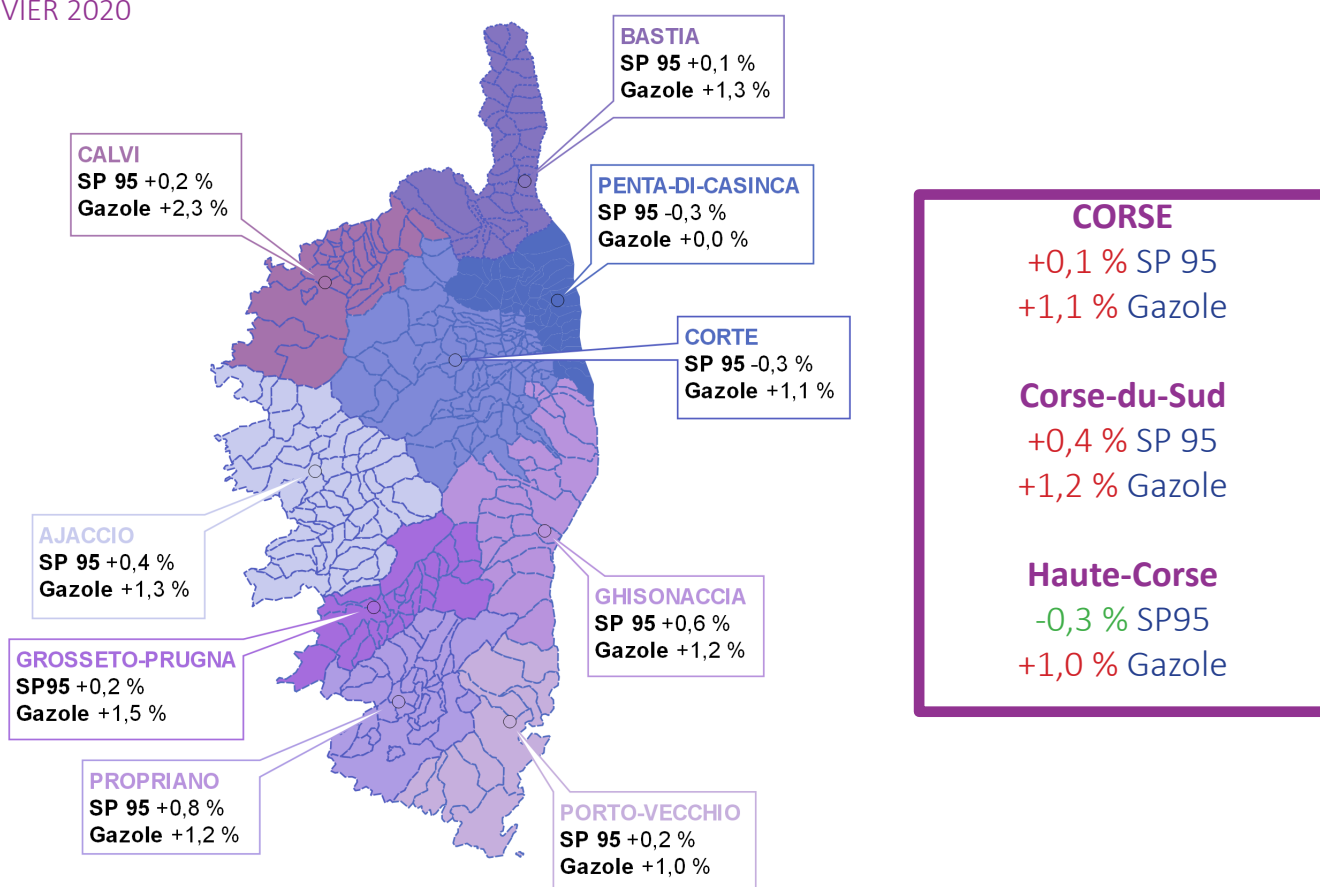 VIER 2020
BASTIA
SP 95 +0,1 %
Gazole +1,3 %
CALVI
SP 95 +0,2 %
Gazole +2,3 %
PENTA-DI-CASINCA
SP 95 -0,3 %
Gazole +0,0 %
CORTE
SP 95 -0,3 %
Gazole +1,1 %
AJACCIO
SP 95 +0,4 %
Gazole +1,3 %
GHISONACCIA
SP 95 +0,6 %
Gazole +1,2 %
GROSSETO-PRUGNA
SP95 +0,2 %
Gazole +1,5 %
PROPRIANO
SP 95 +0,8 %
Gazole +1,2 %
PORTO-VECCHIO
SP 95 +0,2 %
Gazole +1,0 %
CORSE
+0,1 % SP 95
+1,1 % Gazole
Corse-du-Sud
+0,4 % SP 95
+1,2 % Gazole
Haute-Corse
-0,3 % SP95
+1,0 % Gazole